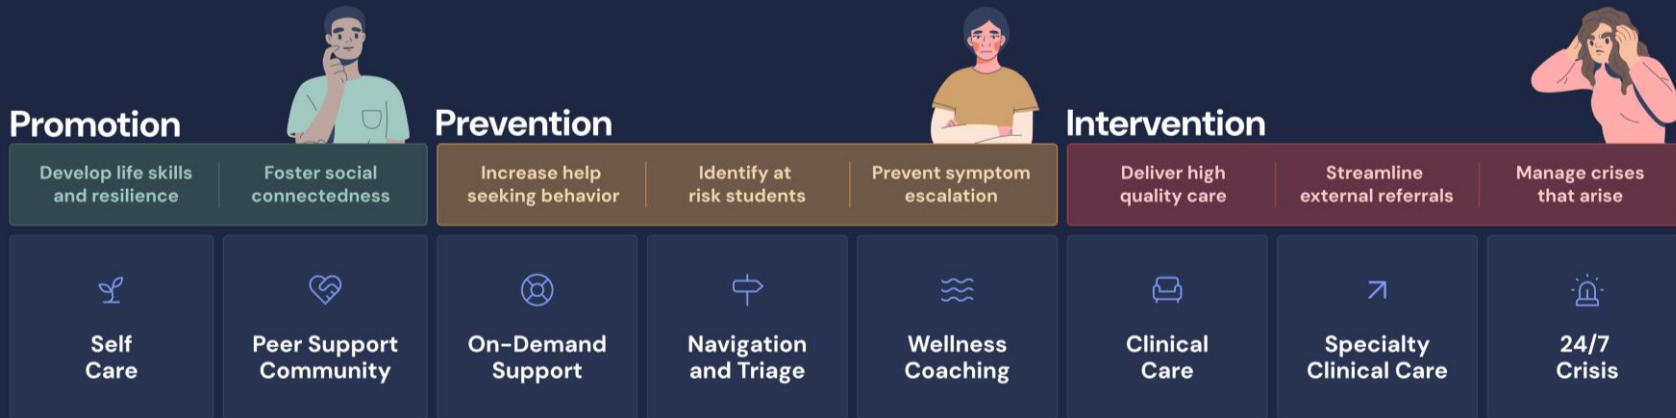 Promotion
Develop life skills
and resilience
Foster social
connectedness
Prevention
Increase help
seeking behavior
Identify at
risk students
Prevent symptom
escalation
Intervention
Deliver high
quality care
Streamline
external referrals
Manage crises
that arise
Self
Care
Peer Support
Community
On-Demand
Support
Navigation
and Triage
Wellness
Coaching
Clinical
Care
Specialty
Clinical Care
24/7
Crisis